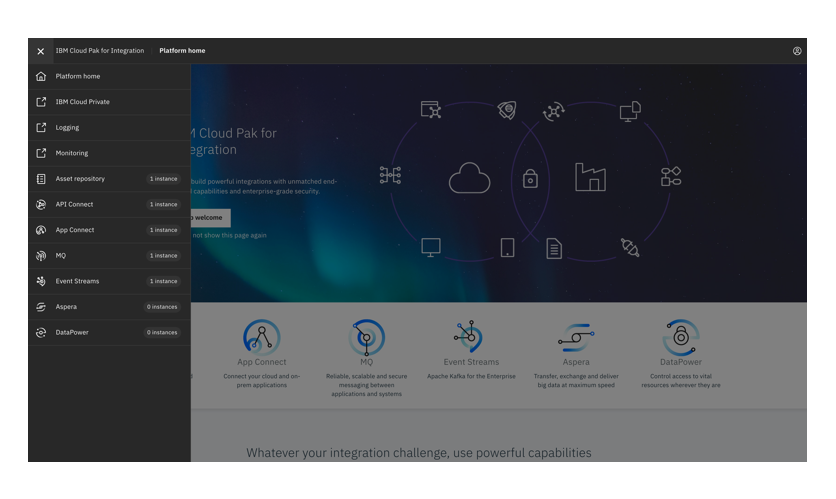 IBM Cloud Pak for Integration Platform home
Platform home
IBM Cloud Private
Logging
Monitoring
Asset repository 1 instance
API Connect 1 instance
App Connect 1 instance
MQ 1 instance
Event Streams 1 instance
Aspera 0 instances
DataPower 0 instances
Cloud Pak for
build powerful integrations with unmatched end-
capabilities and enterprise-grade security.
welcome
not show this page again
App Connect
Connect your cloud and on-
prem applications
MQ
Reliable, scalable and secure
messaging between
applications and systems
Event Streams
Apache Kafka for the Enterprise
Aspera
Transfer, exchange and deliver
big data at maximum speed
DataPower
Control access to vital
resources wherever they are
Whatever your integration challenge, use powerful capabilities